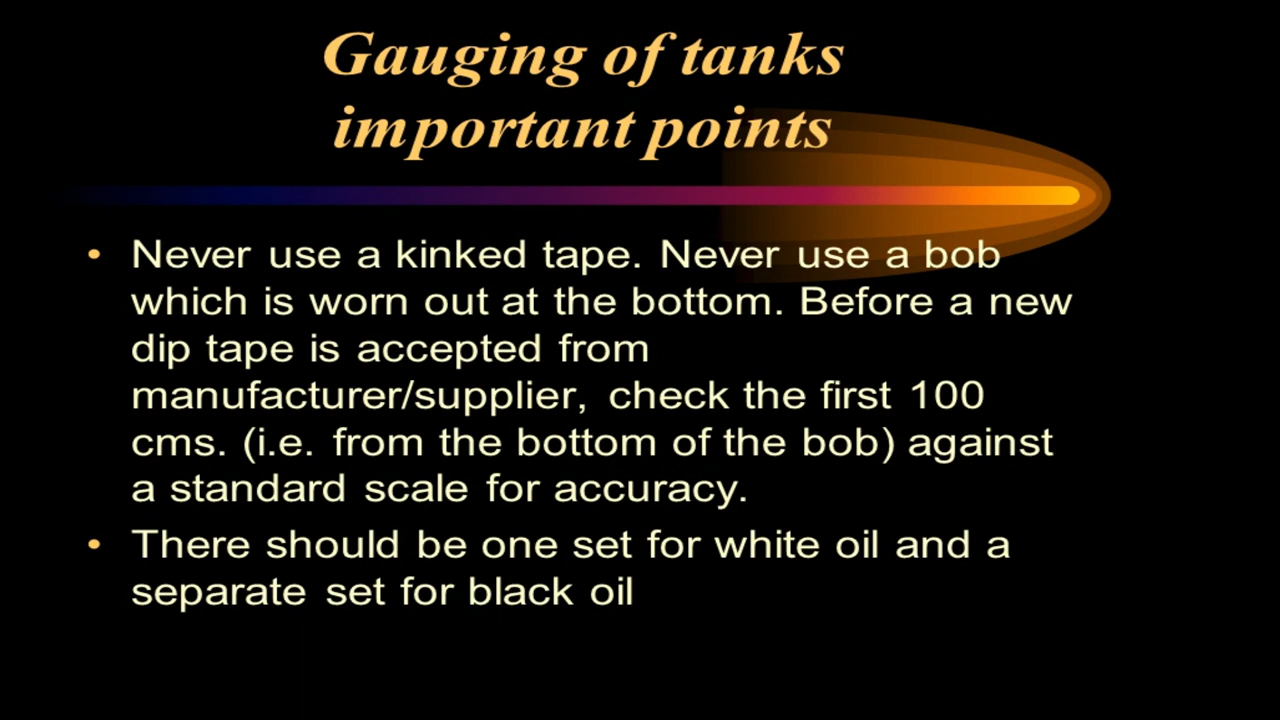 Gauging of tanks
important points
• Never use a kinked tape. Never use a bob
which is worn out at the bottom. Before a new
dip tape is accepted from
manufacturer/supplier, check the first 100
cms. (i.e. from the bottom of the bob) against
a standard scale for accuracy.
• There should be one set for white oil and a
separate set for black oil